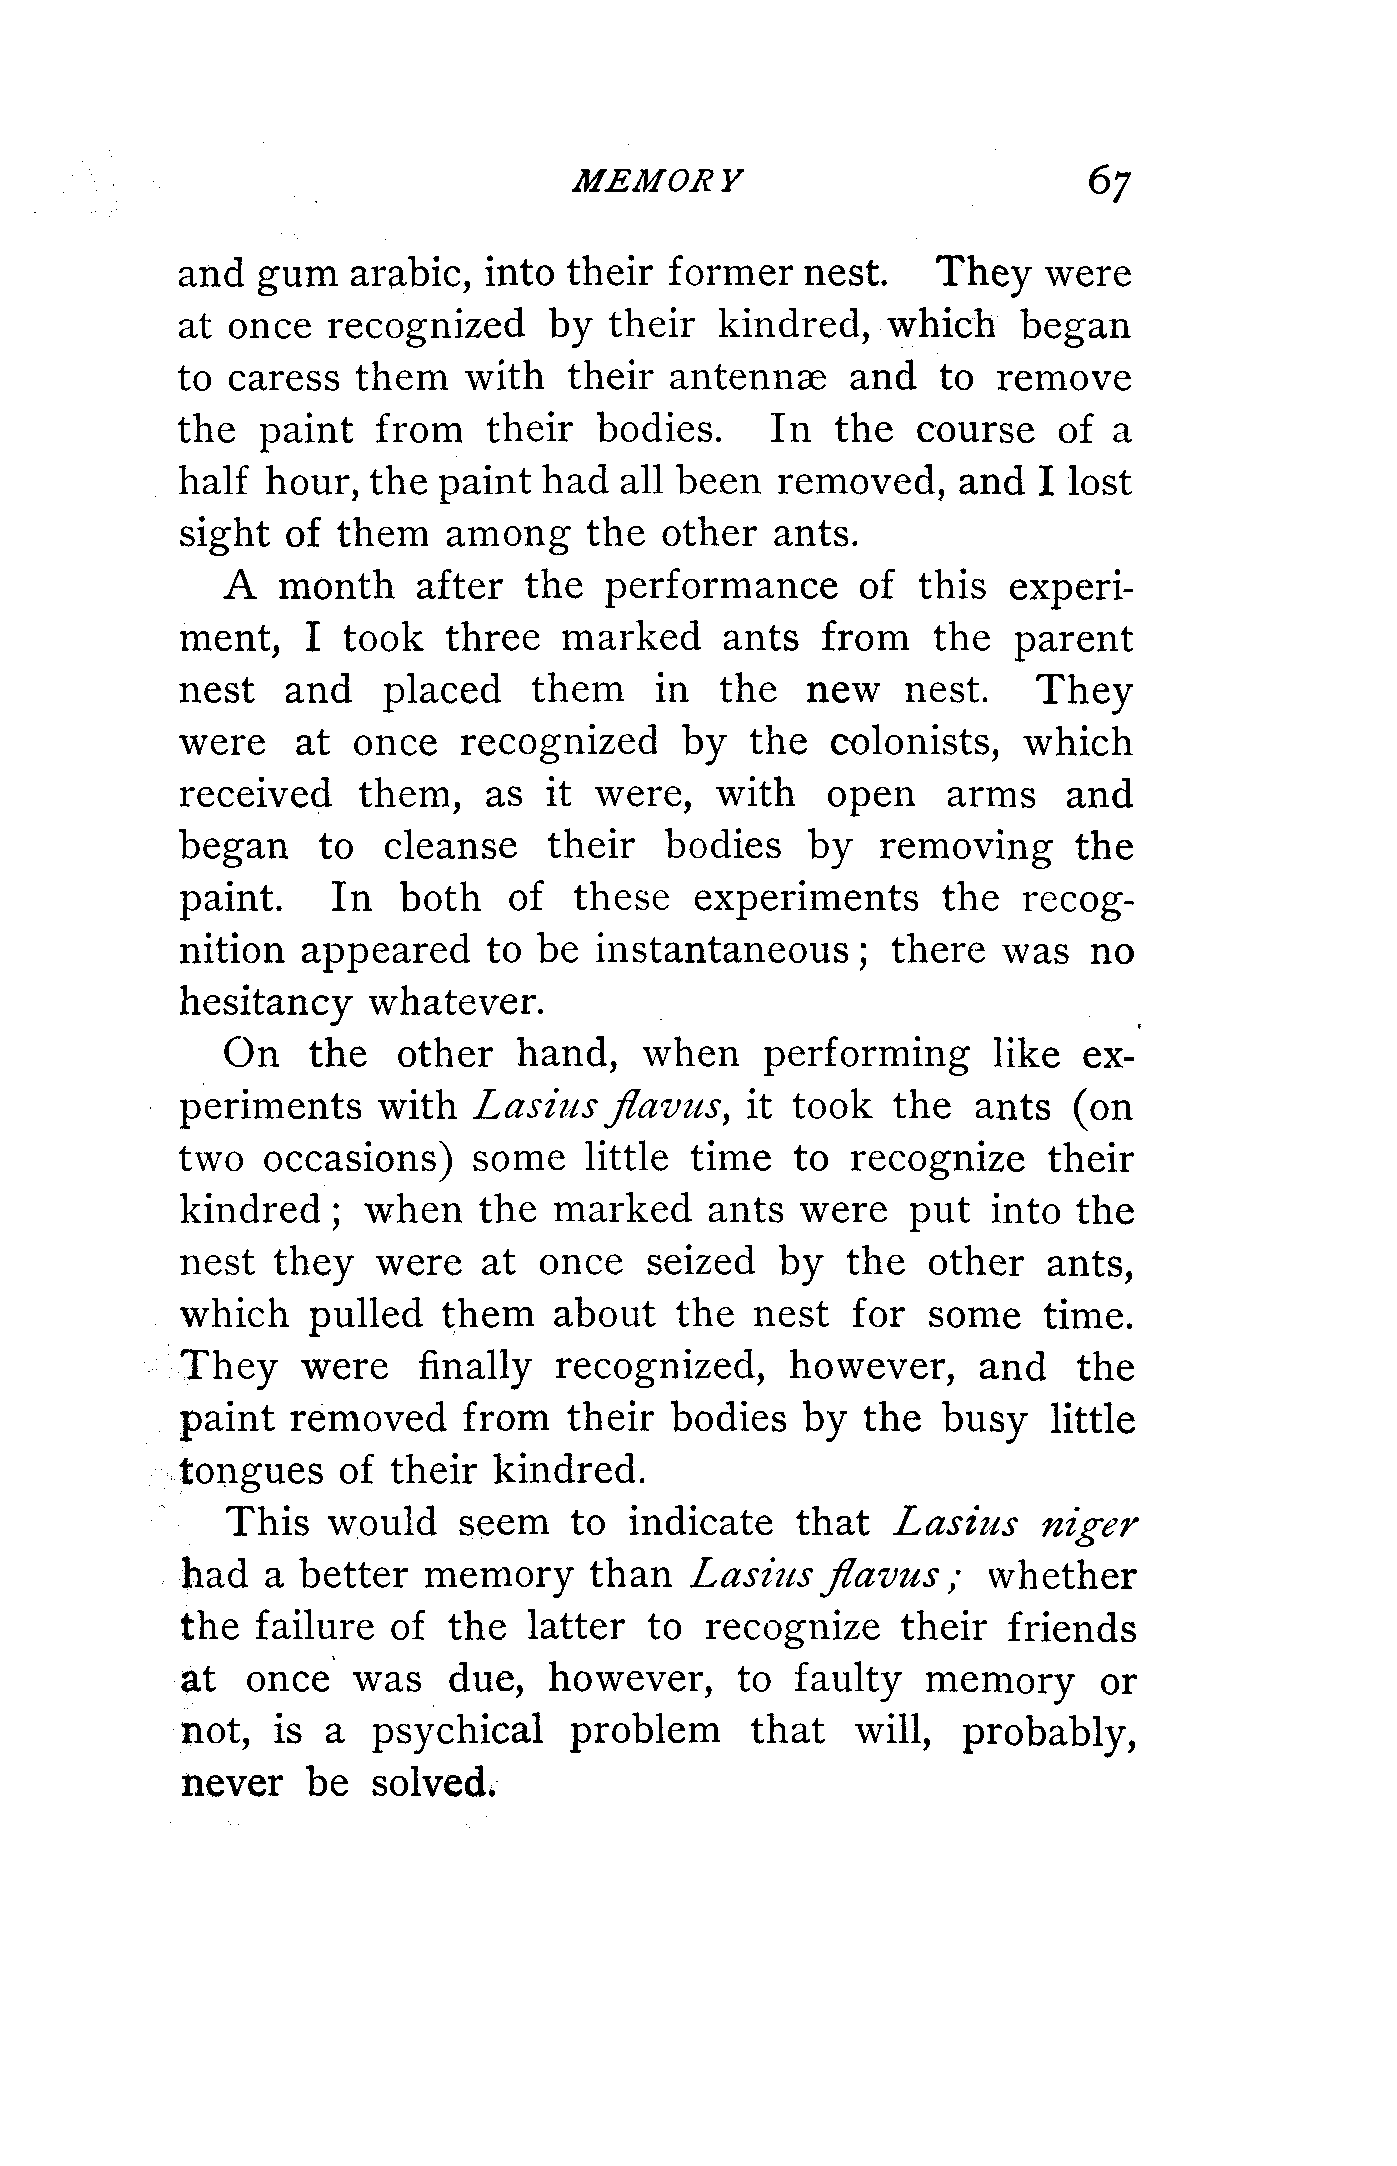 MEMORY 67
and gum arabic, into their former nest. They were
at once recognized by their kindred, which began
to caress them with their antennæ and to remove
the paint from their bodies. In the course of a
half hour, the paint had all been removed, and I lost
sight of them among the other ants.
A month after the performance of this experi-
ment, I took three marked ants from the parent
nest and placed them in the new nest. They
were at once recognized by the colonists, which
received them, as it were, with open arms and
began to cleanse their bodies by removing the
paint. In both of these experiments the recog-
nition appeared to be instantaneous; there was no
hesitancy whatever.
On the other hand, when performing like ex-
periments with Lasius flavus, it took the ants (on
two occasions) some little time to recognize their
kindred; when the marked ants were put into the
nest they were at once seized by the other ants,
which pulled them about the nest for some time.
They were finally recognized, however, and the
paint removed from their bodies by the busy little
tongues of their kindred.
This would seem to indicate that Lasius niger
had a better memory than Lasius flavus; whether
the failure of the latter to recognize their friends
at once was due, however, to faulty memory or
not, is a psychical problem that will, probably,
never be solved.